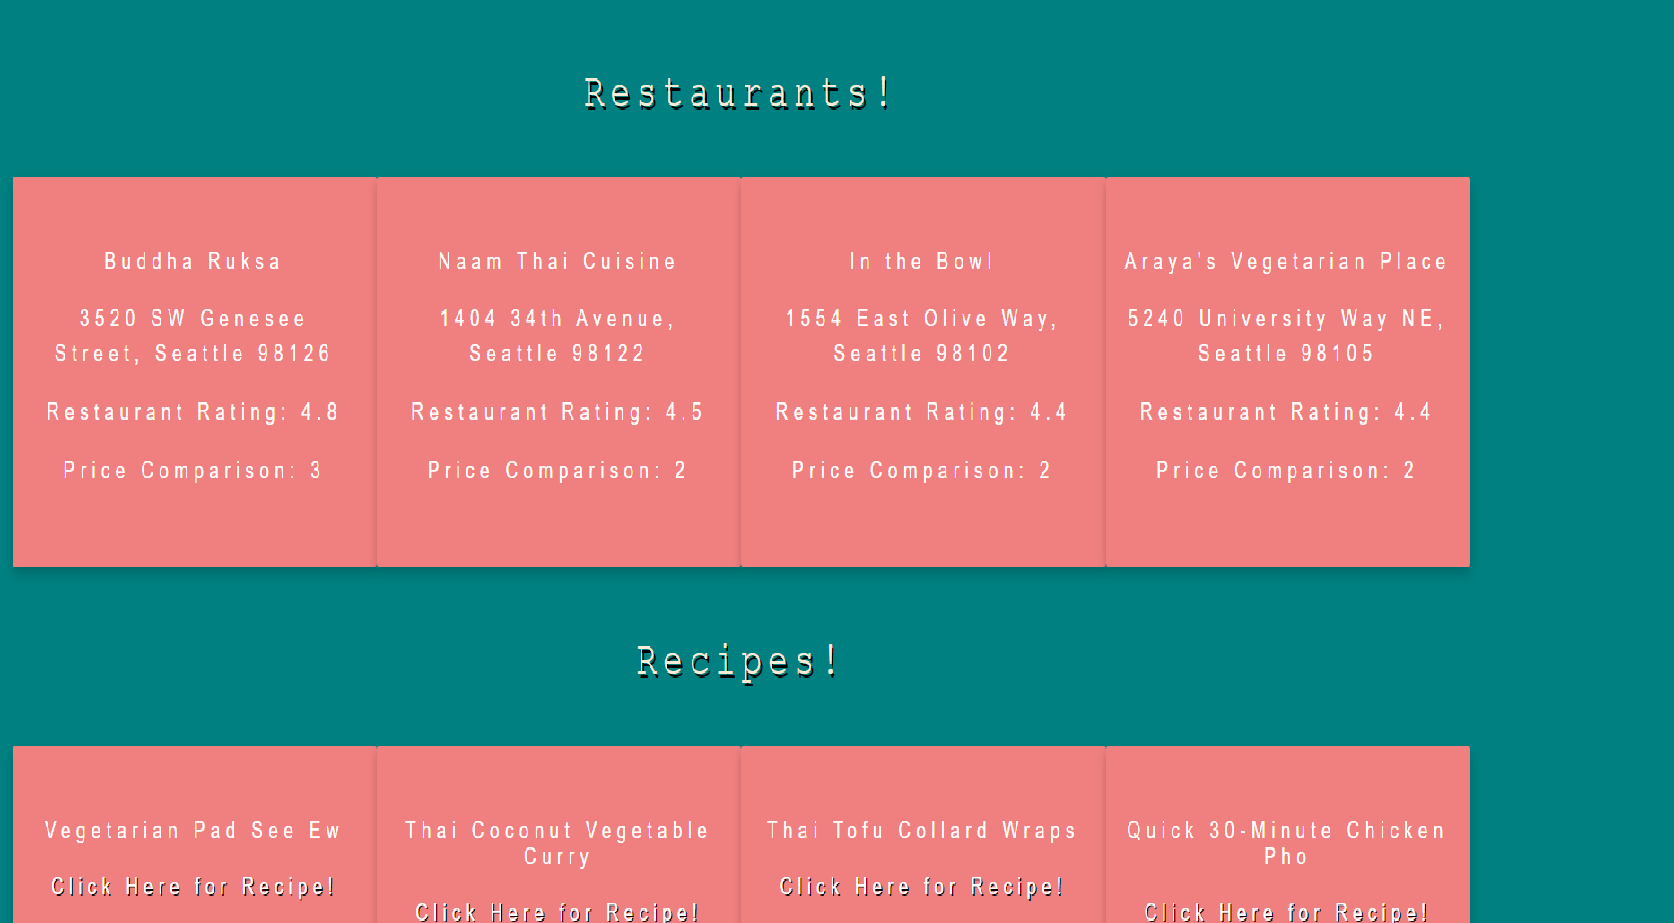 Restaurants!
Buddha Ruksa
3520 SW Genesee
Street, Seattle 98126
Restaurant Rating: 4.8
Price Comparison: 3
Naam Thai Cuisine
1404 34th Avenue,
Seattle 98122
Restaurant Rating: 4.5
Price Comparison: 2
In the Bowl
1554 East Olive Way,
Seattle 98102
Restaurant Rating: 4.4
Price Comparison: 2
Araya's Vegetarian Place
5240 University Way NE,
Seattle 98105
Restaurant Rating: 4.4
Price Comparison: 2
Recipes!
Vegetarian Pad See Ew
Click Here for Recipe!
Thai Coconut Vegetable
Curry
Click Here for Recipe!
Thai Tofu Collard Wraps
Click Here for Recipe!
Quick 30-Minute Chicken
Pho
Click Here for Recipe!